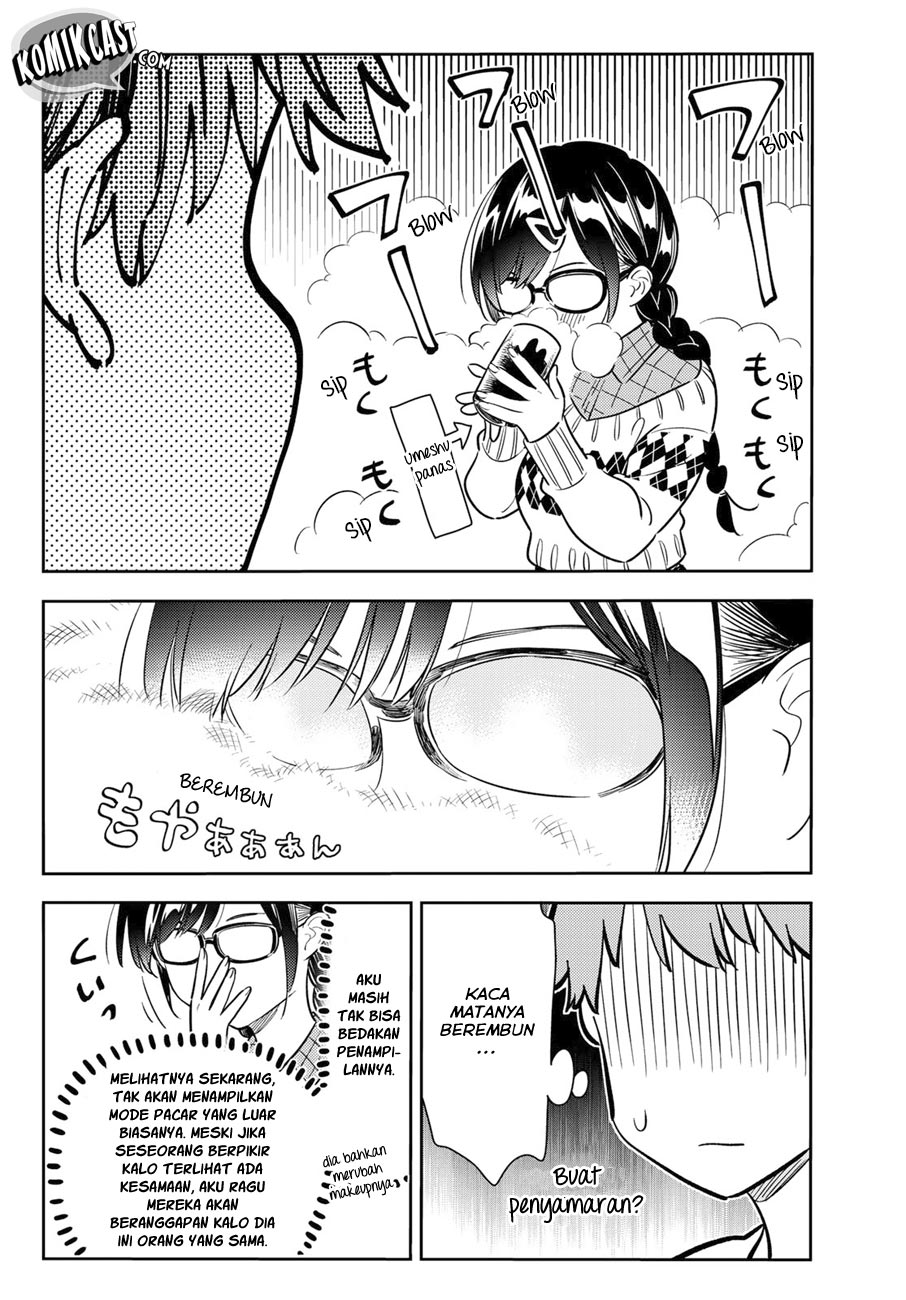 KOMIKCAST
.COM
フー
Blow
フー
Blow
フー
Blow
もく
Sip
もく
Sip
もく
Sip
もく
Sip
umeshu
panas
BEREMBUN
もやぁぁぁん
KACA
MATANYA
BEREMBUN
...
Buat
penyamaran?
くいっ
AKU
MASIH
TAK BISA
BEDAKAN
PENAMPI-
LANNYA.
MELIHATNYA SEKARANG,
TAK AKAN MENAMPILKAN
MODE PACAR YANG LUAR
BIASANYA. MESKI JIKA
SESEORANG BERPIKIR
KALO TERLIHAT ADA
KESAMAAN, AKU RAGU
MEREKA AKAN
BERANGGAPAN KALO DIA
INI ORANG YANG SAMA.
dia bahkan
merubah
makeupnya